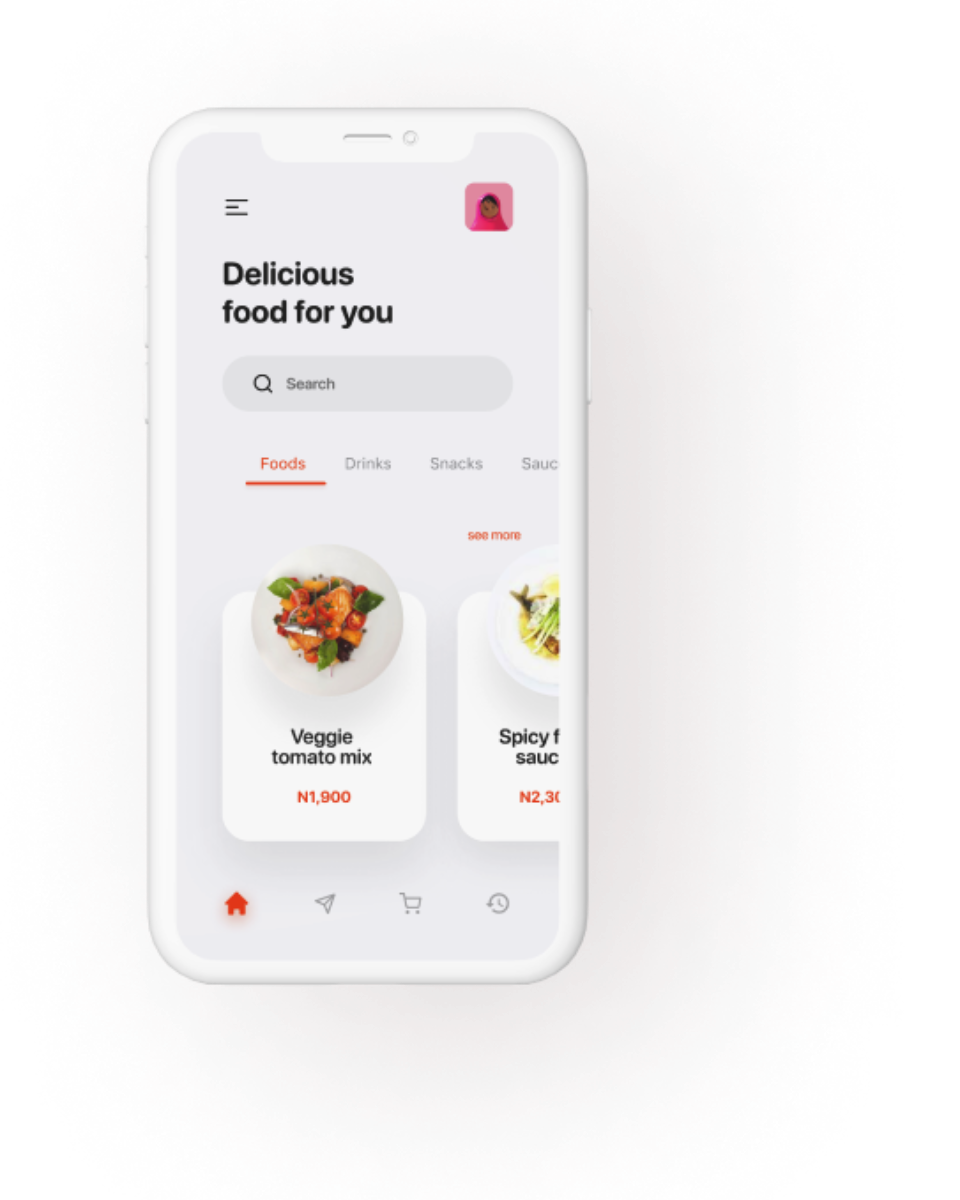 Delicious
food for you
Search
Foods Drinks Snacks Sauc
see more
Veggie
tomato mix
N1,900
Spicy f
sauc
N2,30